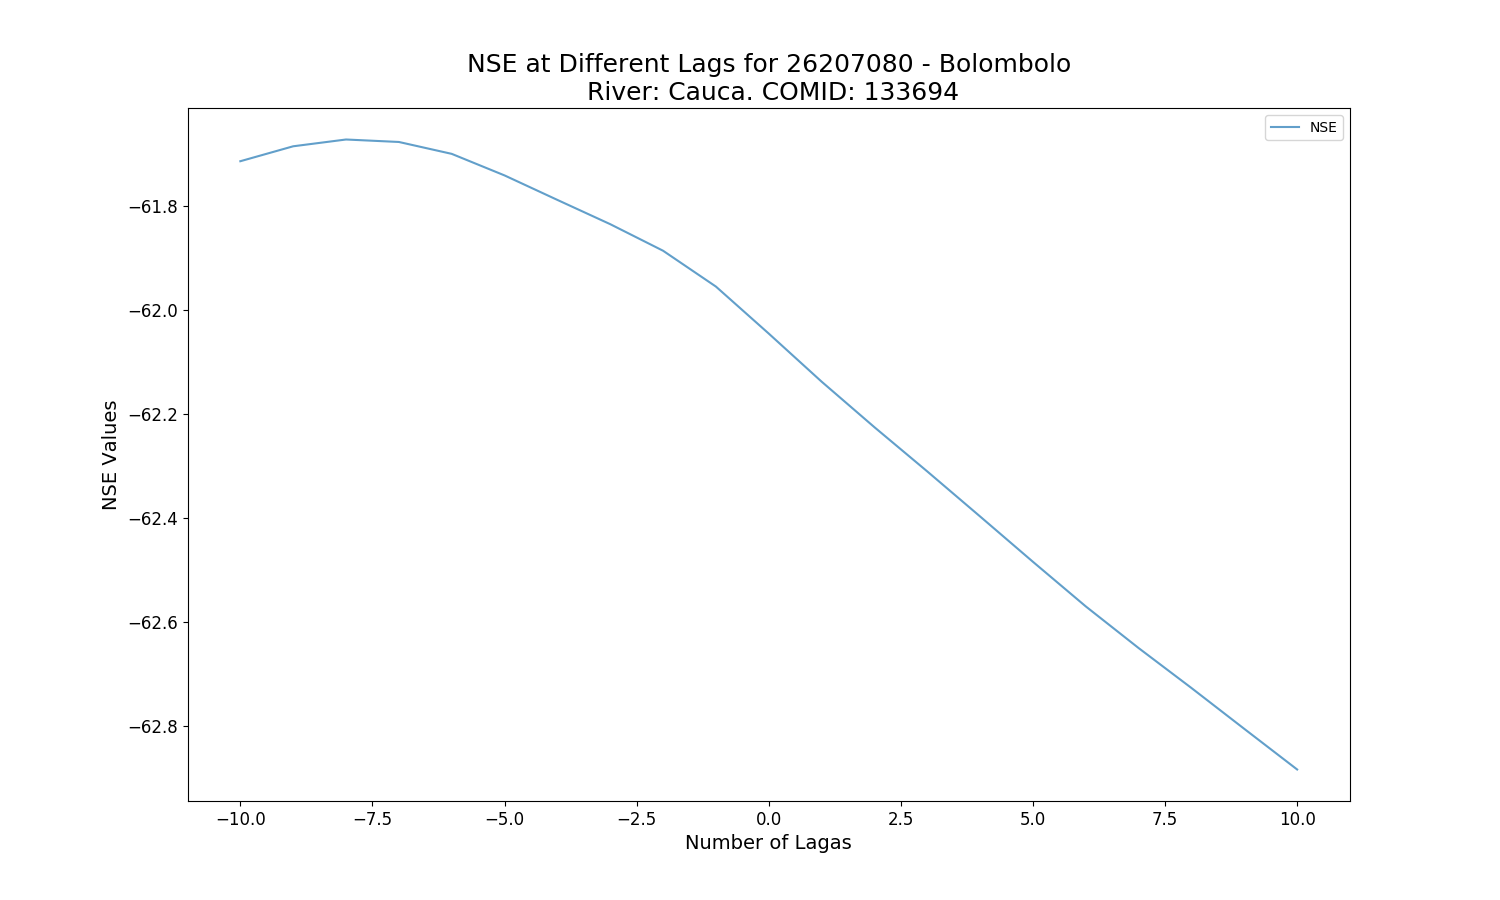 NSE at Different Lags for 26207080 - Bolombolo
River: Cauca. COMID: 133694
NSE
−61.8
−62.0
−62.2
−62.4
−62.6
−62.8
NSE Values
−10.0 −7.5 −5.0 −2.5 0.0 2.5 5.0 7.5 10.0
Number of Lagas